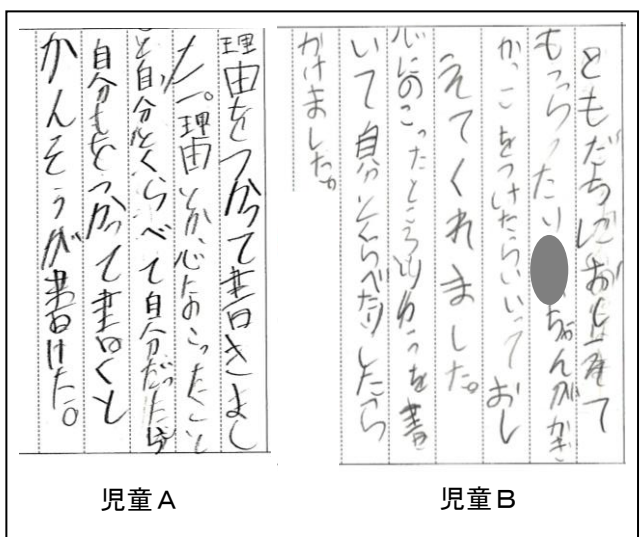 理由をつかって書きまし
た。理由とか、心にのこったこと
と自分とくらべて自分だったら
自分もをつかって書くと
かんそうが書けた。
児童A
ともだちにおしえて
もらったり ちゃんがかぎ
かっこをつけたらいいっておし
えてくれました。
心にのこったところ を書
いて自分とくらべたりしたら
かけました。
児童B